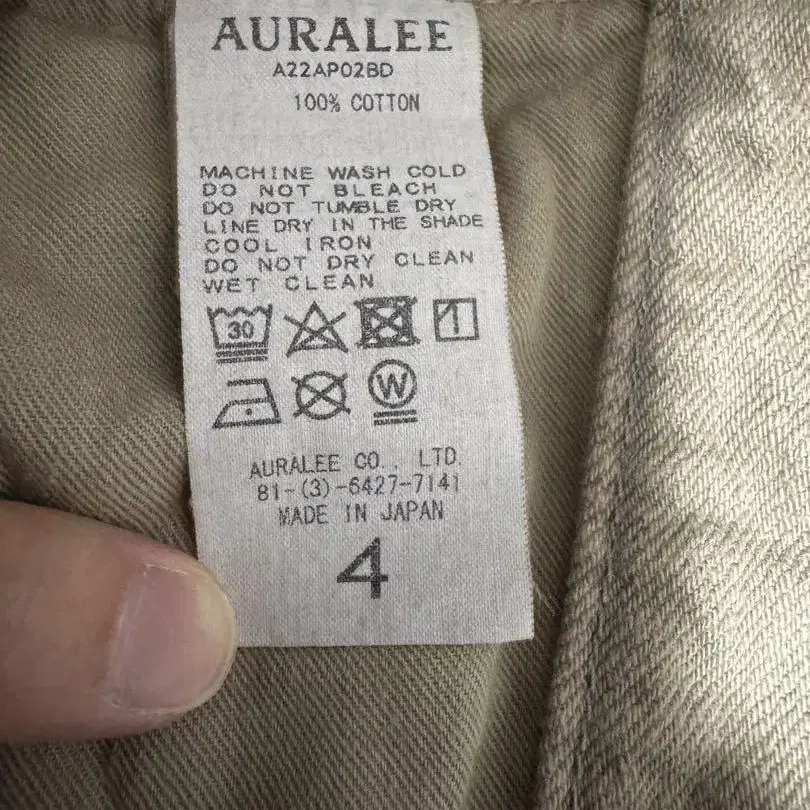 AURALEE
A22AP02BD
100% COTTON
MACHINE WASH COLD
DO NOT BLEACH
DO NOT TUMBLE DRY
LINE DRY IN THE SHADE
COOL IRON
DO NOT DRY CLEAN
WET CLEAN
30
W
AURALEE CO., LTD.
81-(3)-6427-7141
MADE IN JAPAN
4